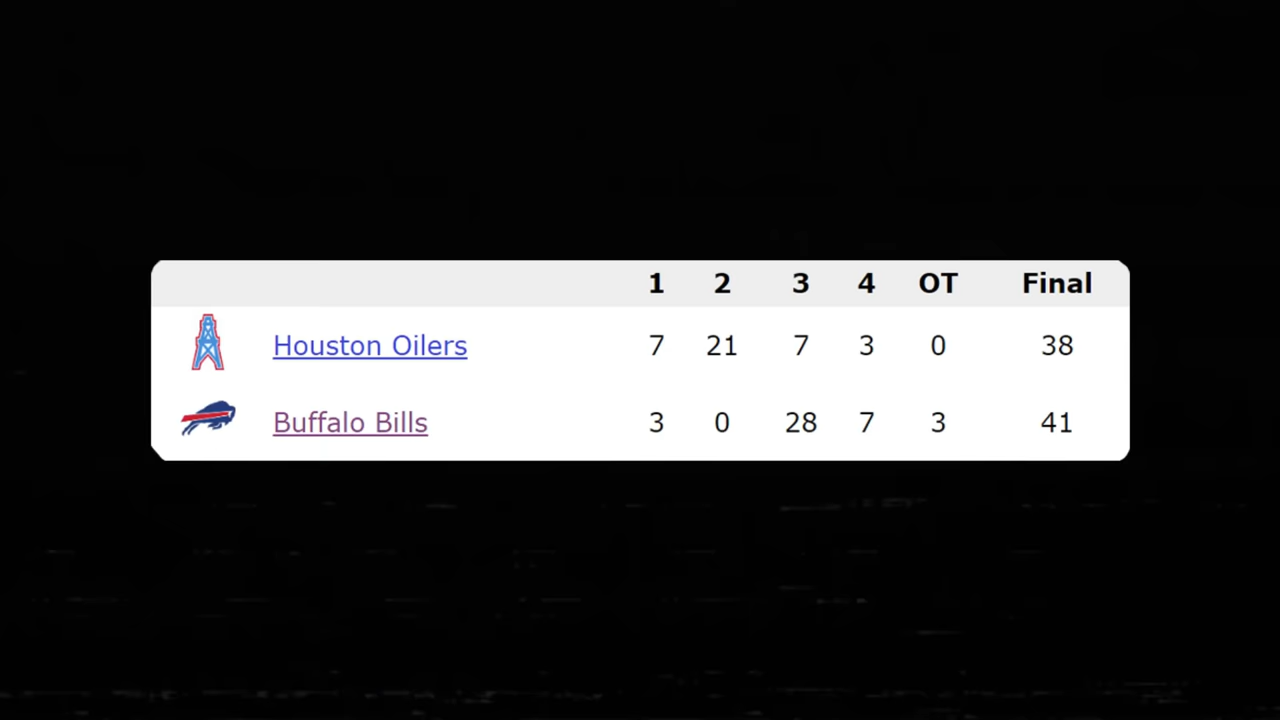 1 2 3 4 OT Final
Houston Oilers 7 21 7 3 0 38
Buffalo Bills 3 0 28 7 3 41